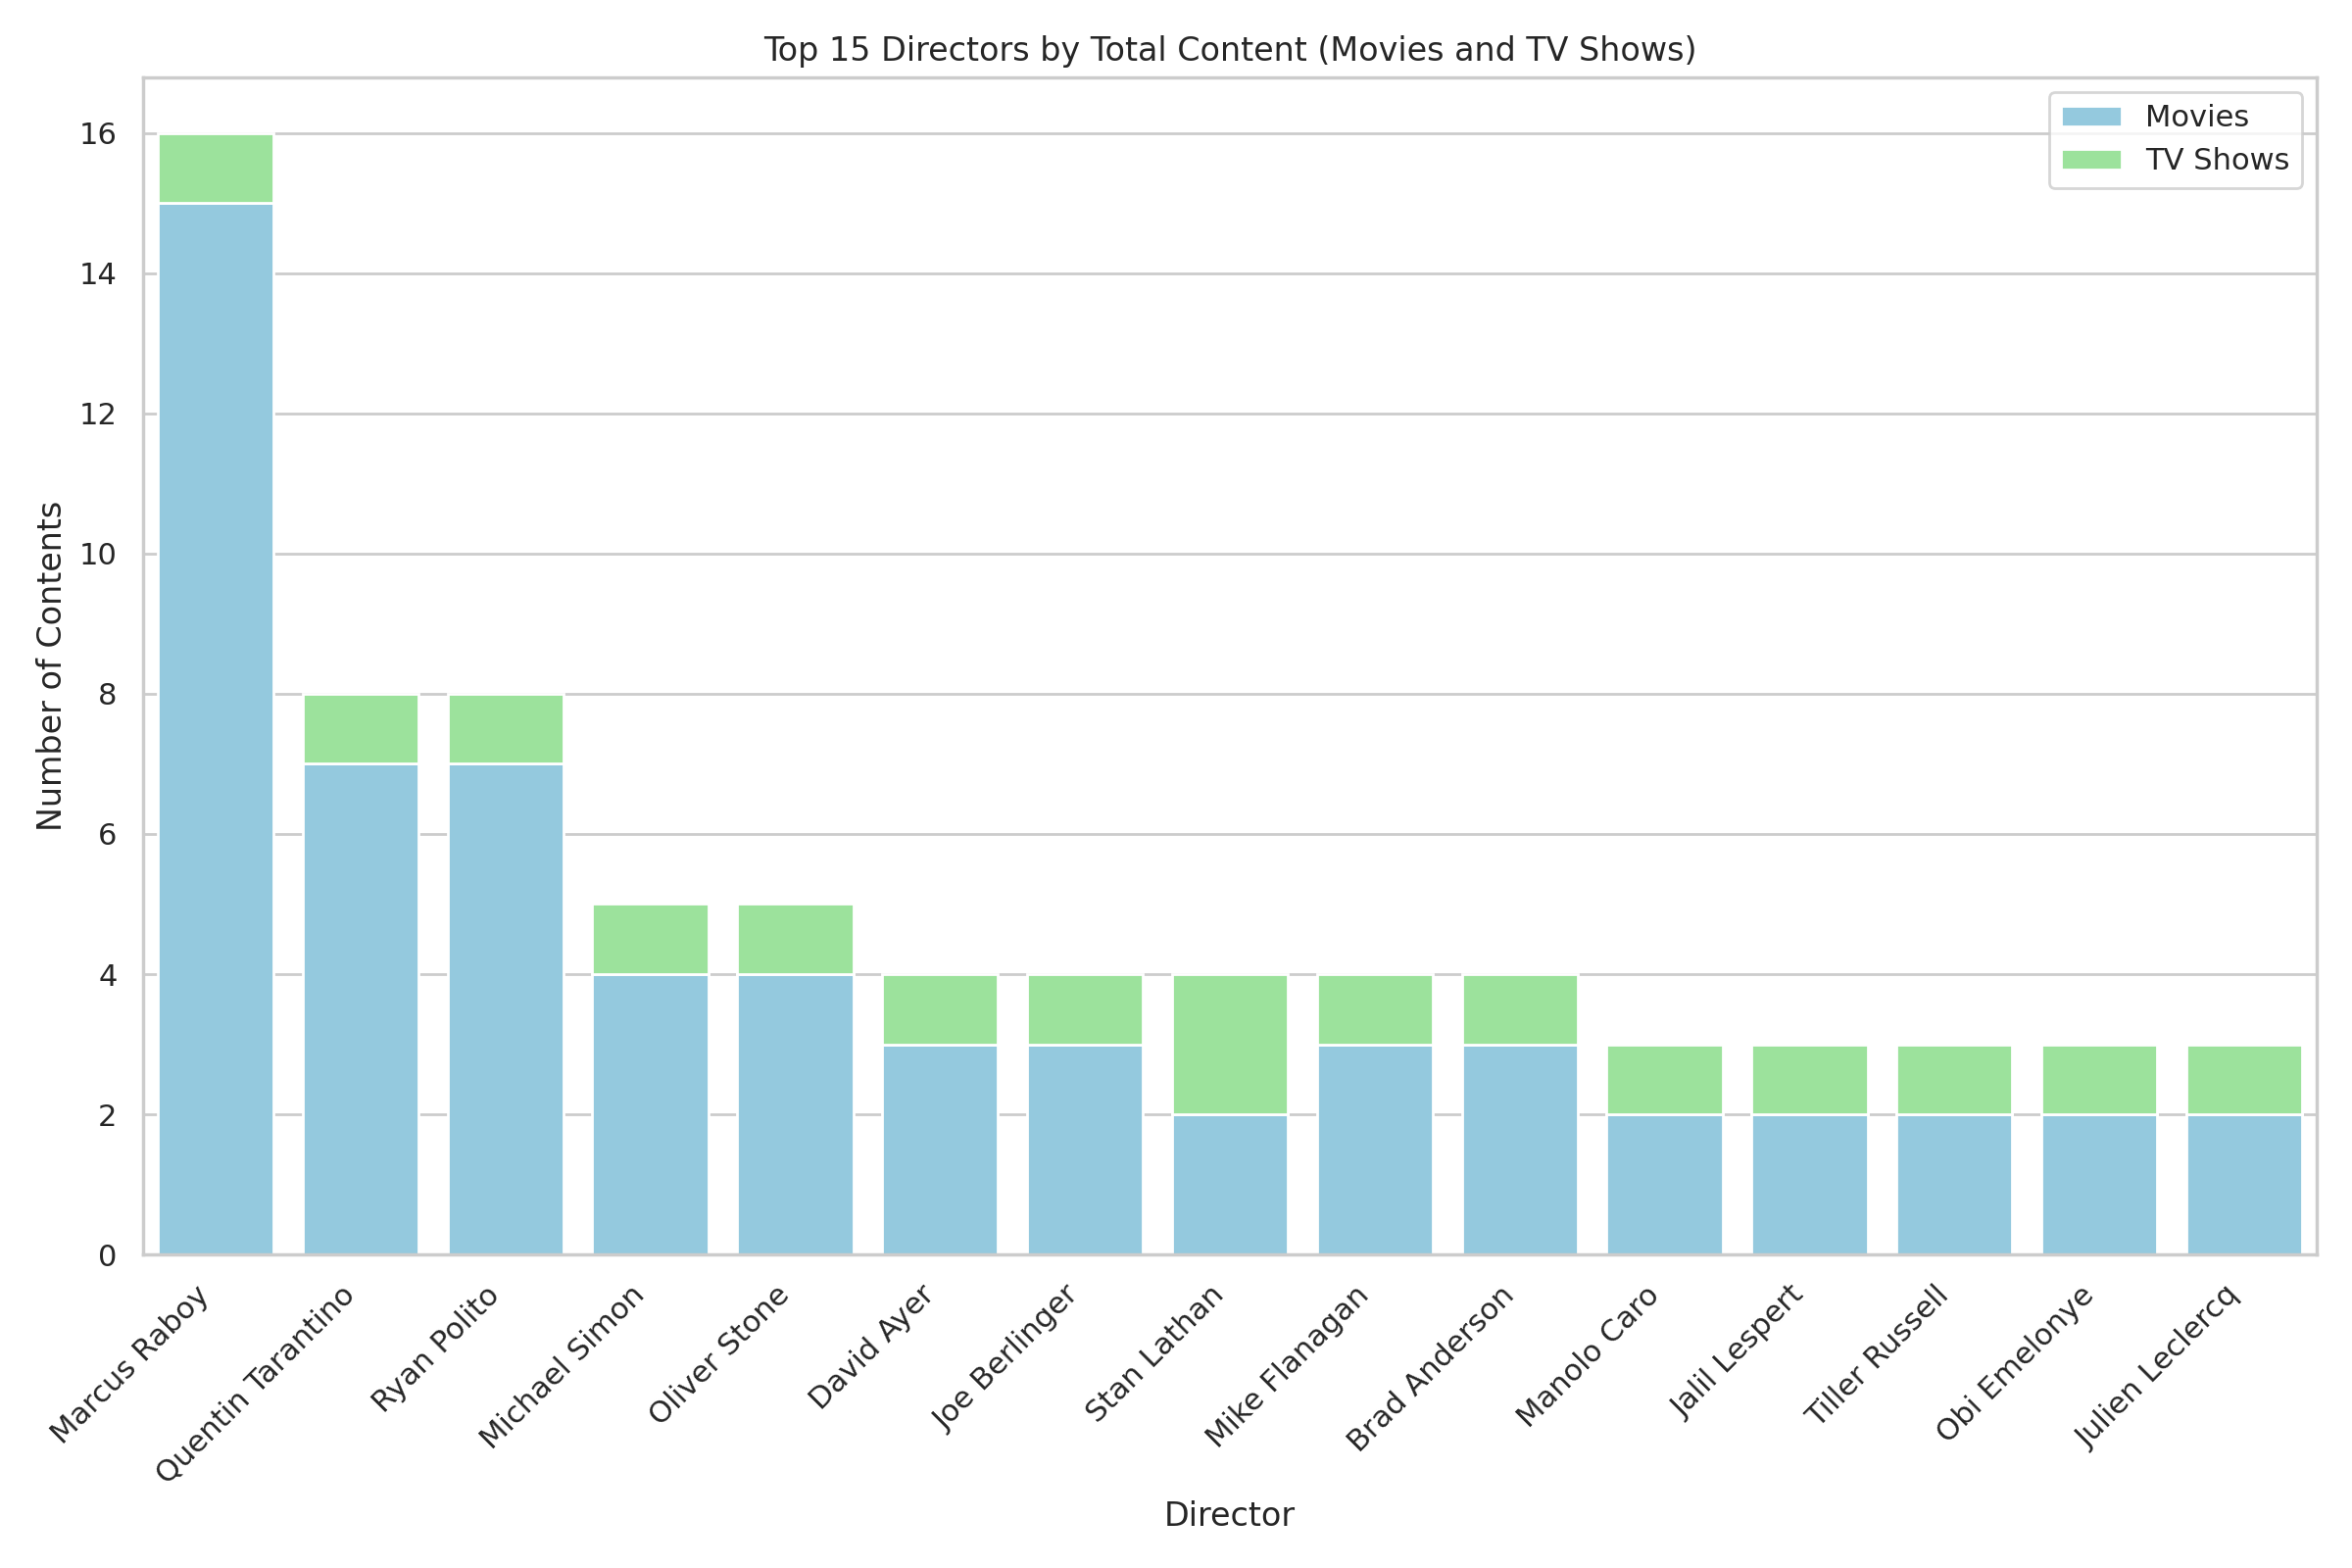 Top 15 Directors by Total Content (Movies and TV Shows)
Movies
TV Shows
Number of Contents
16
14
12
10
8
6
4
2
0
Marcus Raboy
Quentin Tarantino
Ryan Polito
Michael Simon
Oliver Stone
David Ayer
Joe Berlinger
Stan Lathan
Mike Flanagan
Brad Anderson
Manolo Caro
Jalil Lespert
Tiller Russell
Obi Emelonye
Julien Leclercq
Director